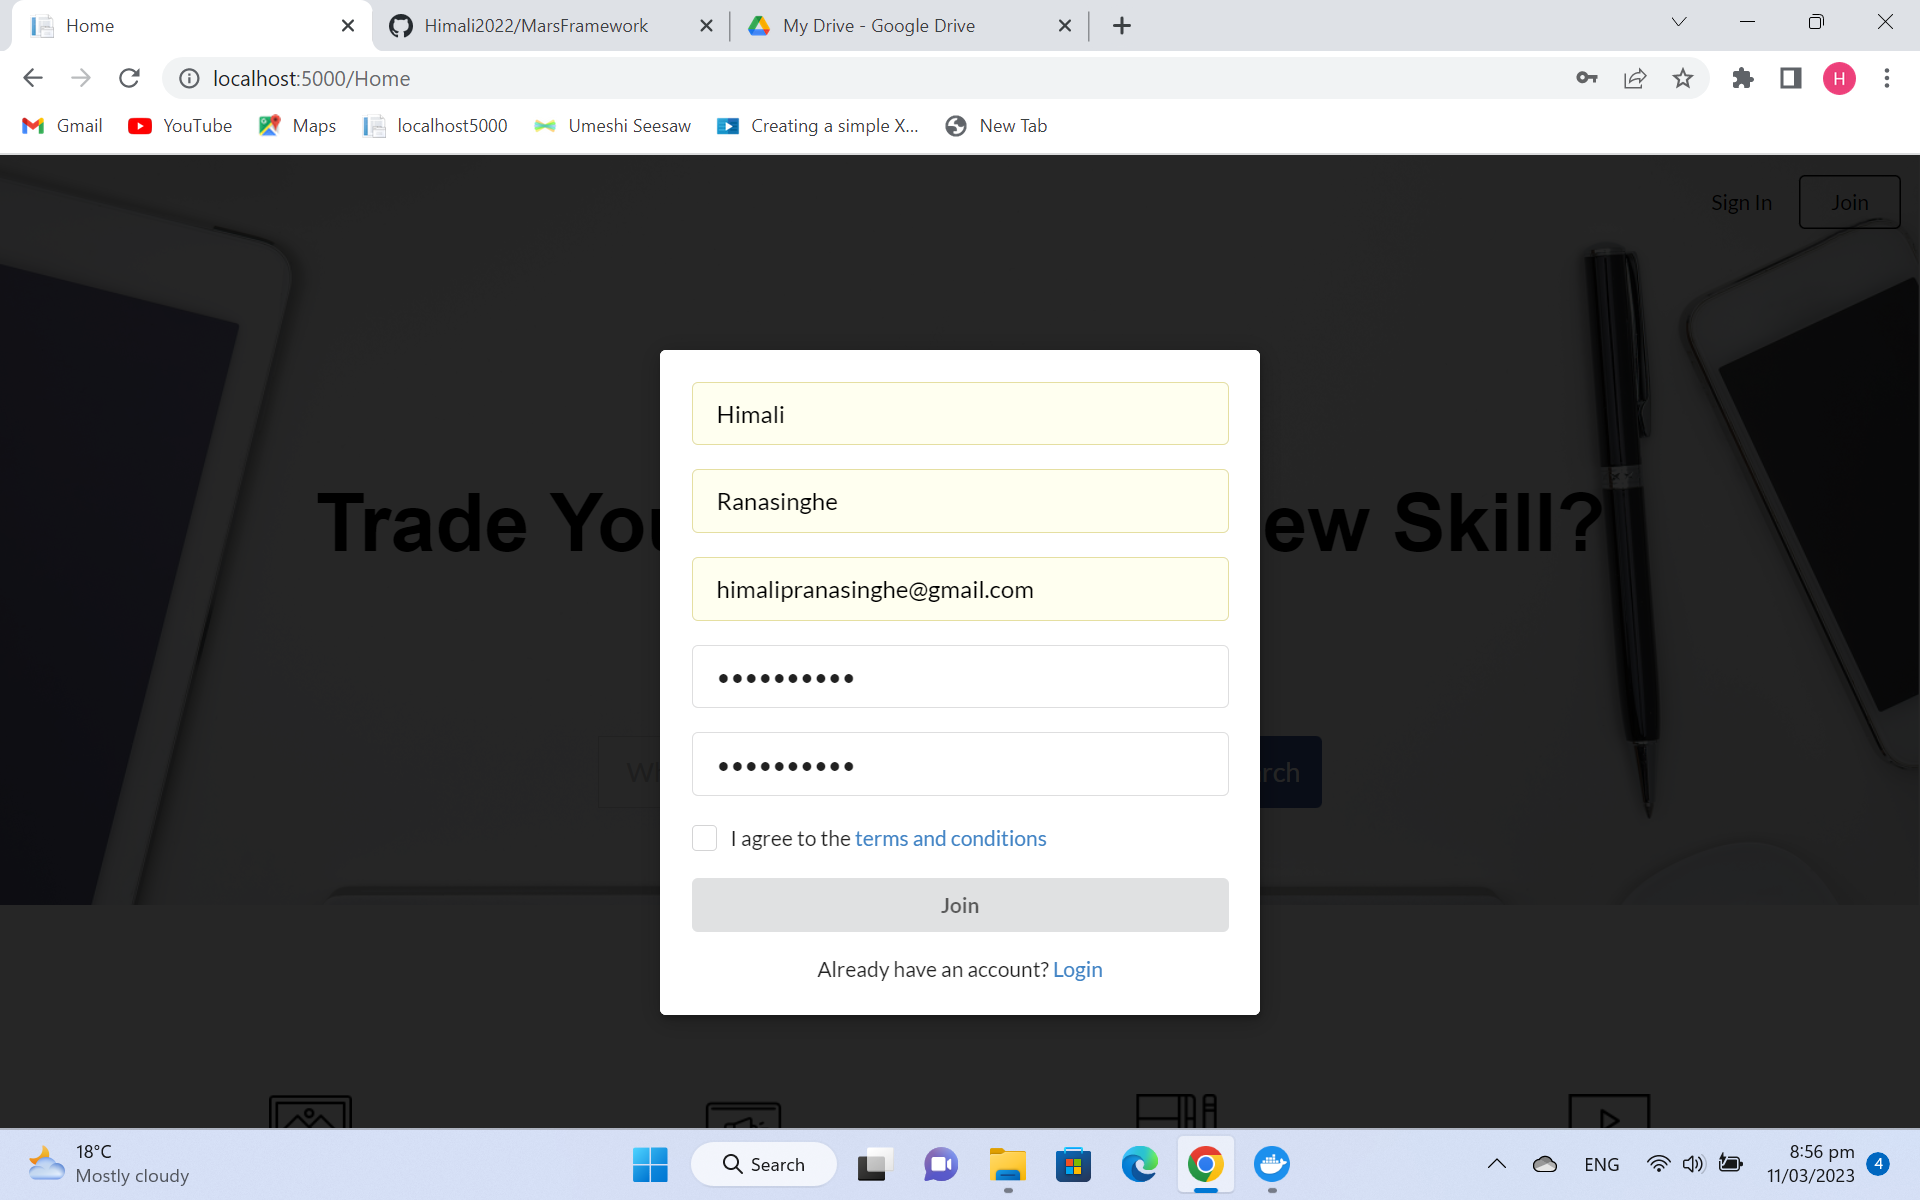 Home
Himali2022/MarsFramework
My Drive - Google Drive
localhost:5000/Home
H
Gmail
YouTube
Maps
localhost5000
Umeshi Seesaw
Creating a simple X...
New Tab
Sign In
Join
Trade You
ew Skill?
Himali
Ranasinghe
himalipranasinghe@gmail.com
••••••••••
••••••••••
rch
I agree to the terms and conditions
Join
Already have an account? Login
18°C
Mostly cloudy
Search
ENG
8:56 pm
11/03/2023
4